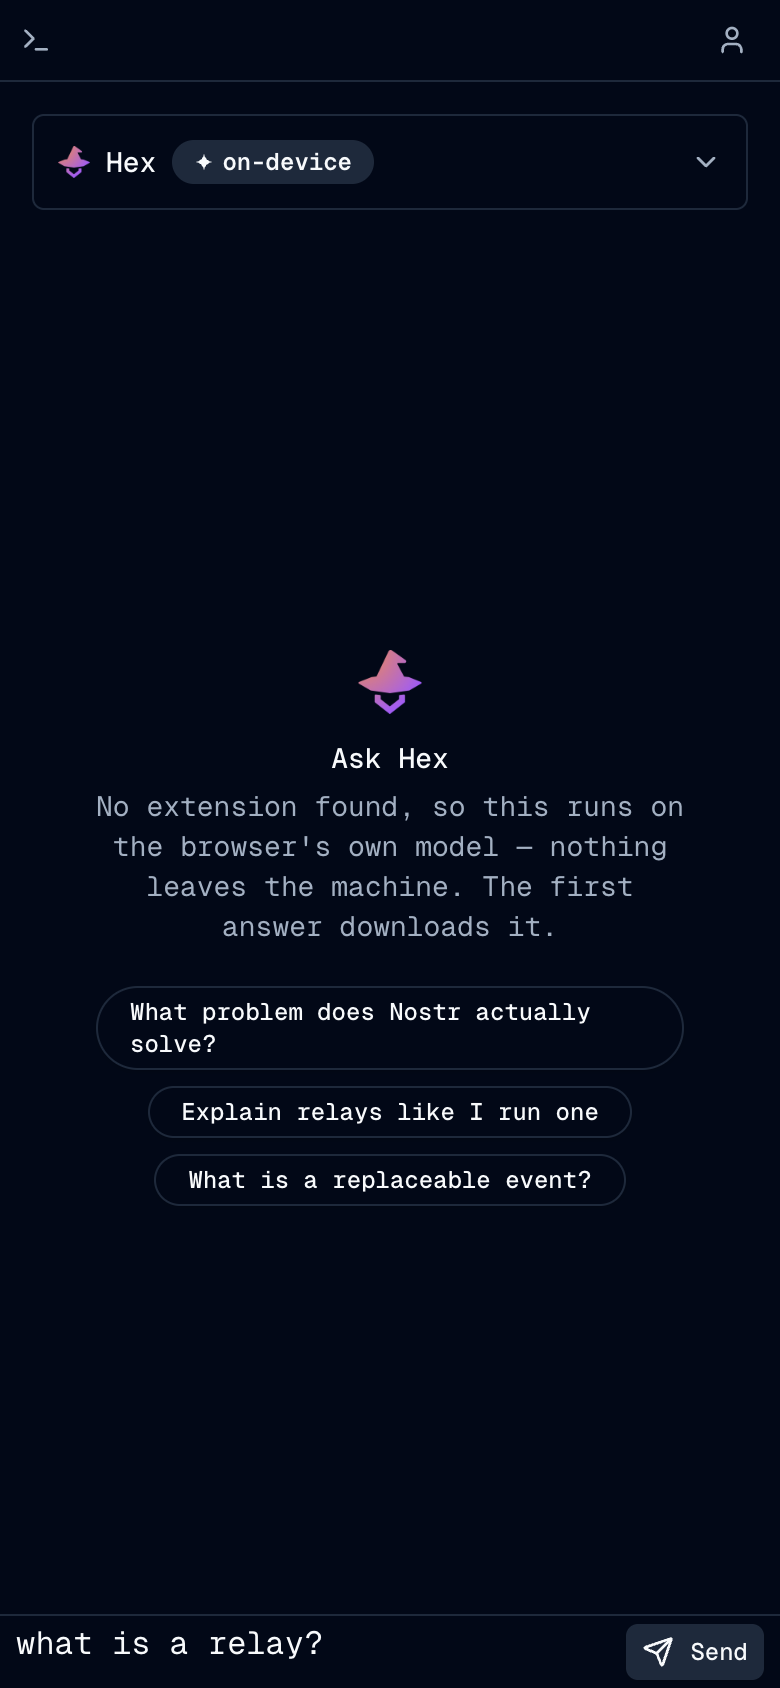 Hex ✦ on-device
Ask Hex
No extension found, so this runs on
the browser's own model — nothing
leaves the machine. The first
answer downloads it.
What problem does Nostr actually
solve?
Explain relays like I run one
What is a replaceable event?
what is a relay?
Send